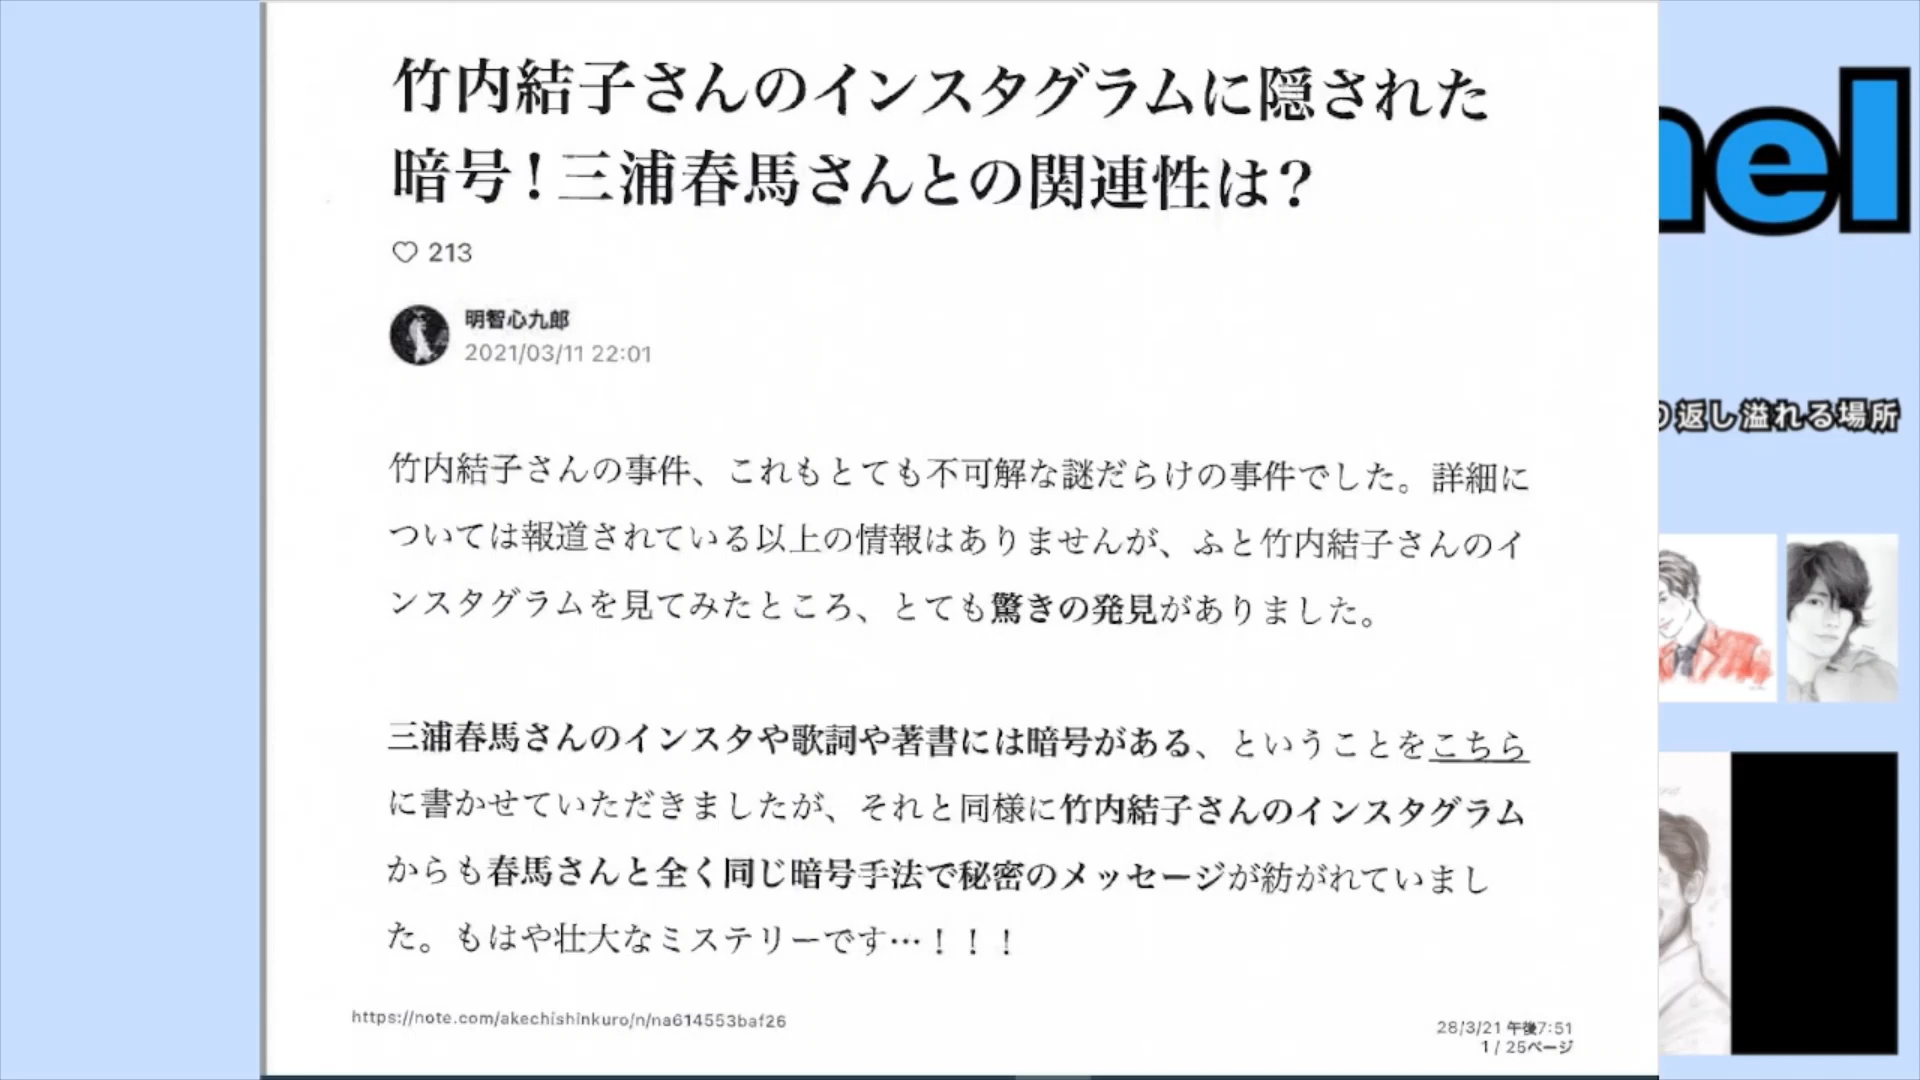 竹内結子さんのインスタグラムに隠された
暗号！三浦春馬さんとの関連性は？
213
明智心九郎
2021/03/11 22:01
竹内結子さんの事件、これもとても不可解な謎だらけの事件でした。詳細に
ついては報道されている以上の情報はありませんが、ふと竹内結子さんのイ
ンスタグラムを見てみたところ、とても驚きの発見がありました。
三浦春馬さんのインスタや歌詞や著書には暗号がある、ということをこちら
に書かせていただきましたが、それと同様に竹内結子さんのインスタグラム
からも春馬さんと全く同じ暗号手法で秘密のメッセージが紡がれていまし
た。もはや壮大なミステリーです…！！！
https://note.com/akechishinkuro/n/na614553baf26
28/3/21 午後7:51
1 / 25ページ
nel
り返し溢れる場所